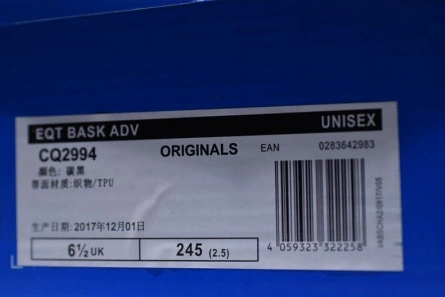 EQT BASK ADV UNISEX
CQ2994 ORIGINALS EAN 0283642983
颜色: 碳黑
帮面材质:织物/TPU
生产日期:2017年12月01日
6½ UK 245 (2.5)
4 059323 322258